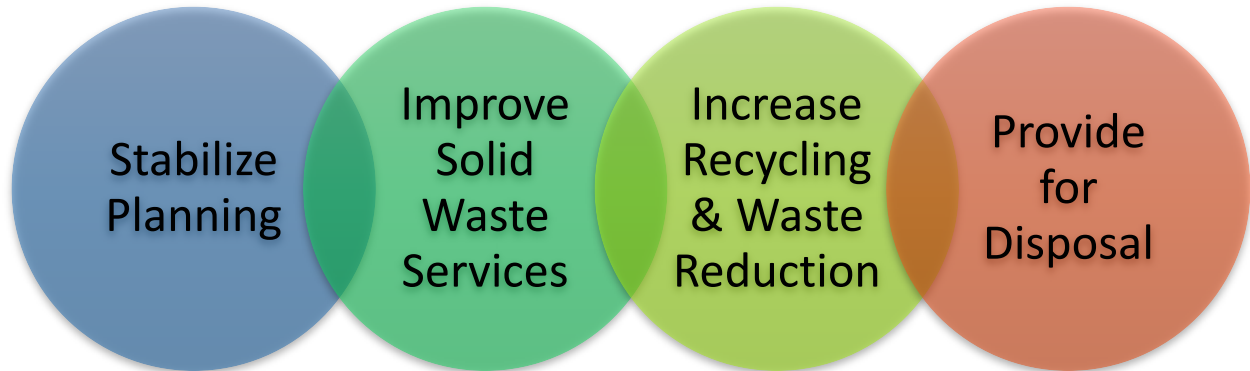 Stabilize
Planning
Improve
Solid
Waste
Services
Increase
Recycling
& Waste
Reduction
Provide
for
Disposal